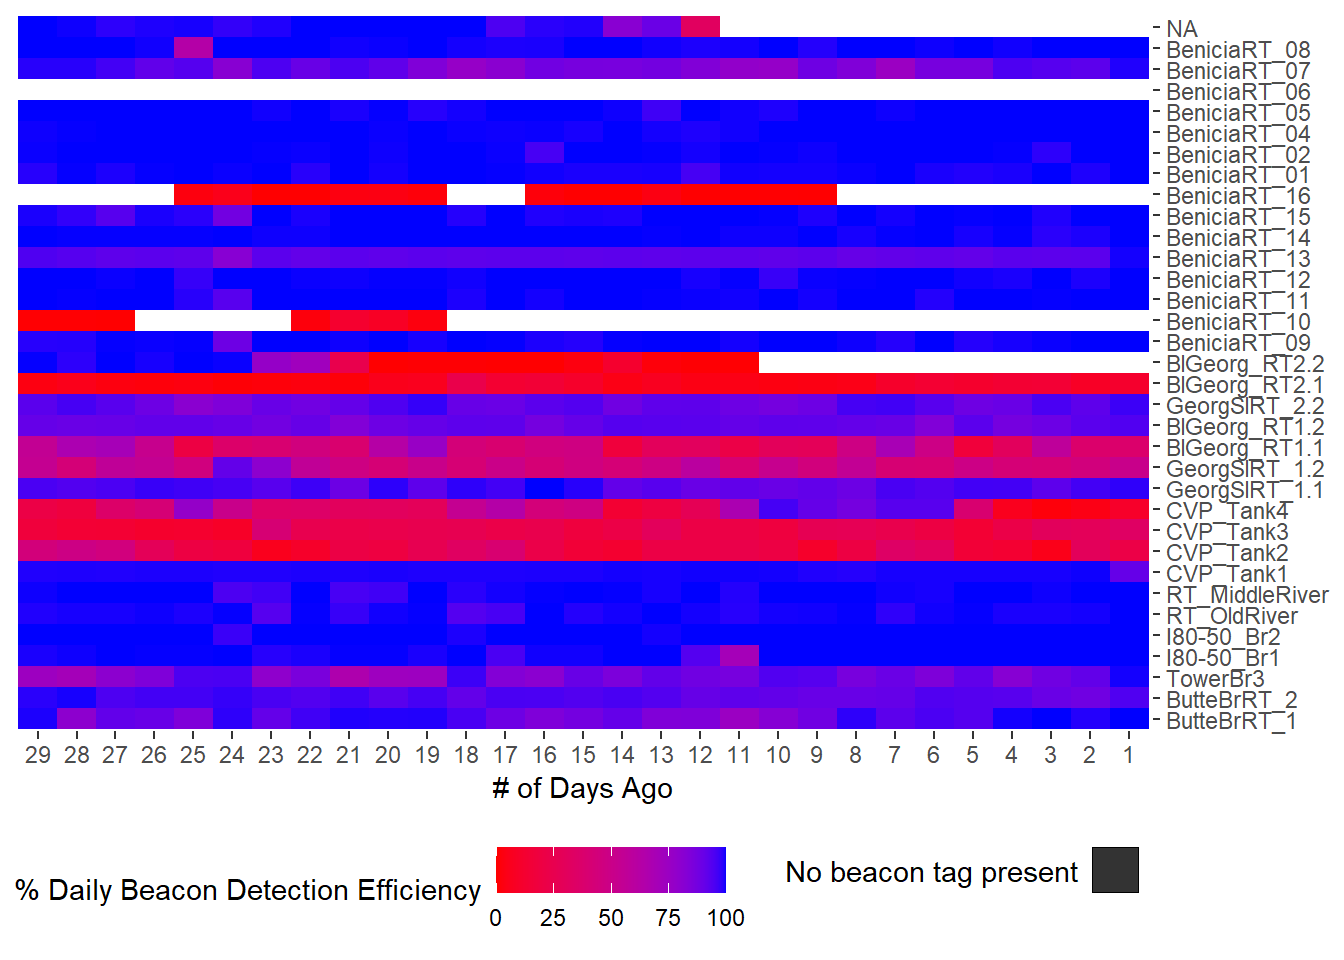 NA
BeniciaRT_08
BeniciaRT_07
BeniciaRT_06
BeniciaRT_05
BeniciaRT_04
BeniciaRT_02
BeniciaRT_01
BeniciaRT_16
BeniciaRT_15
BeniciaRT_14
BeniciaRT_13
BeniciaRT_12
BeniciaRT_11
BeniciaRT_10
BeniciaRT_09
BlGeorg_RT2.2
BlGeorg_RT2.1
GeorgSlRT_2.2
BlGeorg_RT1.2
BlGeorg_RT1.1
GeorgSlRT_1.2
GeorgSlRT_1.1
CVP_Tank4
CVP_Tank3
CVP_Tank2
CVP_Tank1
RT_MiddleRiver
RT_OldRiver
I80-50_Br2
I80-50_Br1
TowerBr3
ButteBrRT_2
ButteBrRT_1
29 28 27 26 25 24 23 22 21 20 19 18 17 16 15 14 13 12 11 10 9 8 7 6 5 4 3 2 1
# of Days Ago
% Daily Beacon Detection Efficiency
0 25 50 75 100
No beacon tag present